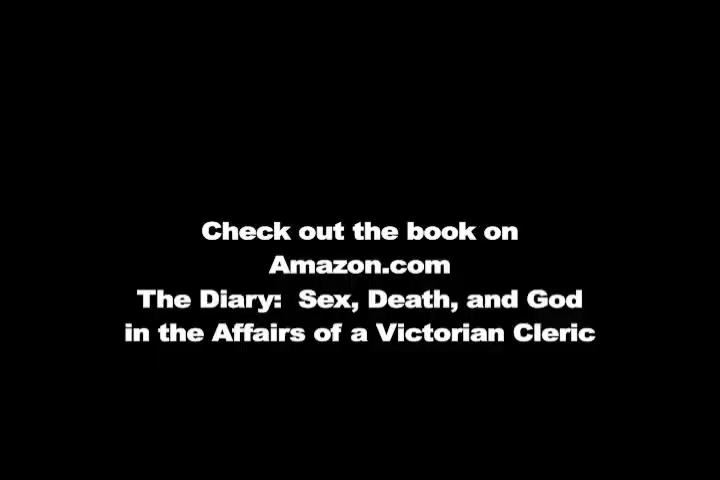 Check out the book on
Amazon.com
The Diary:  Sex, Death, and God
in the Affairs of a Victorian Cleric